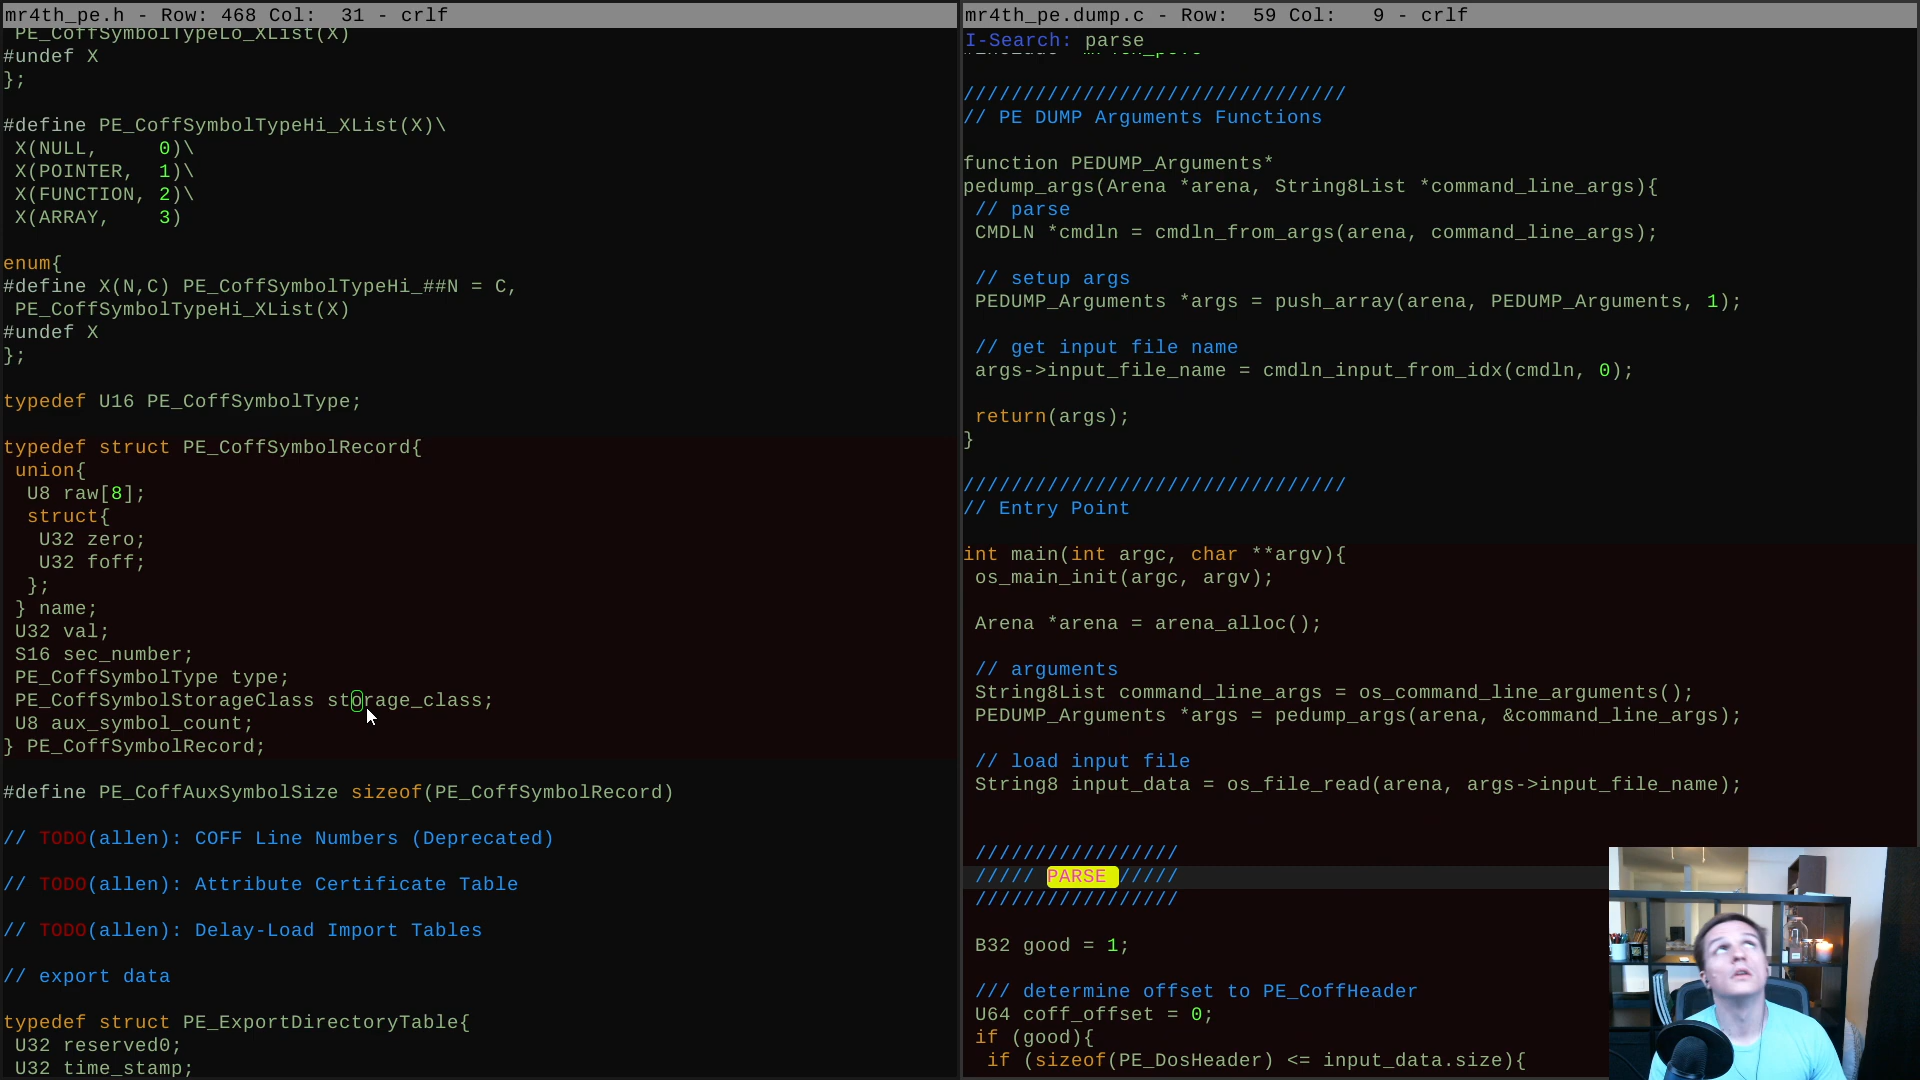 mr4th_pe.h - Row: 468 Col:  31 - crlf
PE_CoffSymbolTypeLo_XList(X)
#undef X
};
#define PE_CoffSymbolTypeHi_XList(X)\
X(NULL,     0)\
X(POINTER,  1)\
X(FUNCTION, 2)\
X(ARRAY,    3)
enum{
#define X(N,C) PE_CoffSymbolTypeHi_##N = C,
PE_CoffSymbolTypeHi_XList(X)
#undef X
};
typedef U16 PE_CoffSymbolType;
typedef struct PE_CoffSymbolRecord{
union{
U8 raw[8];
struct{
U32 zero;
U32 foff;
};
} name;
U32 val;
S16 sec_number;
PE_CoffSymbolType type;
PE_CoffSymbolStorageClass storage_class;
U8 aux_symbol_count;
} PE_CoffSymbolRecord;
#define PE_CoffAuxSymbolSize sizeof(PE_CoffSymbolRecord)
// TODO(allen): COFF Line Numbers (Deprecated)
// TODO(allen): Attribute Certificate Table
// TODO(allen): Delay-Load Import Tables
// export data
typedef struct PE_ExportDirectoryTable{
U32 reserved0;
U32 time_stamp;
mr4th_pe.dump.c - Row:  59 Col:   9 - crlf
I-Search: parse
////////////////////////////////
// PE DUMP Arguments Functions
function PEDUMP_Arguments*
pedump_args(Arena *arena, String8List *command_line_args){
// parse
CMDLN *cmdln = cmdln_from_args(arena, command_line_args);
// setup args
PEDUMP_Arguments *args = push_array(arena, PEDUMP_Arguments, 1);
// get input file name
args->input_file_name = cmdln_input_from_idx(cmdln, 0);
return(args);
}
////////////////////////////////
// Entry Point
int main(int argc, char **argv){
os_main_init(argc, argv);
Arena *arena = arena_alloc();
// arguments
String8List command_line_args = os_command_line_arguments();
PEDUMP_Arguments *args = pedump_args(arena, &command_line_args);
// load input file
String8 input_data = os_file_read(arena, args->input_file_name);
/////////////////
///// PARSE /////
/////////////////
B32 good = 1;
/// determine offset to PE_CoffHeader
U64 coff_offset = 0;
if (good){
if (sizeof(PE_DosHeader) <= input_data.size){